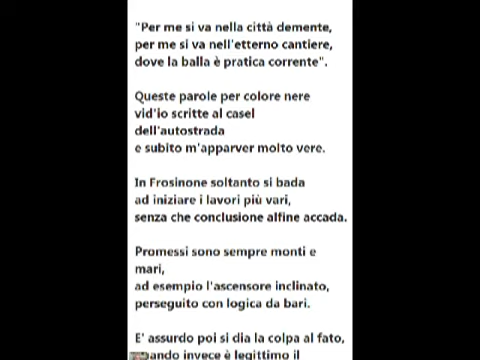 "Per me si va nella città demente,
per me si va nell'etterno cantiere,
dove la balla è pratica corrente".
Queste parole per colore nere
vid'io scritte al casel
dell'autostrada
e subito m'apparver molto vere.
In Frosinone soltanto si bada
ad iniziare i lavori più vari,
senza che conclusione alfine accada.
Promessi sono sempre monti e
mari,
ad esempio l'ascensore inclinato,
perseguito con logica da bari.
E' assurdo poi si dia la colpa al fato,
invece è legittimo il